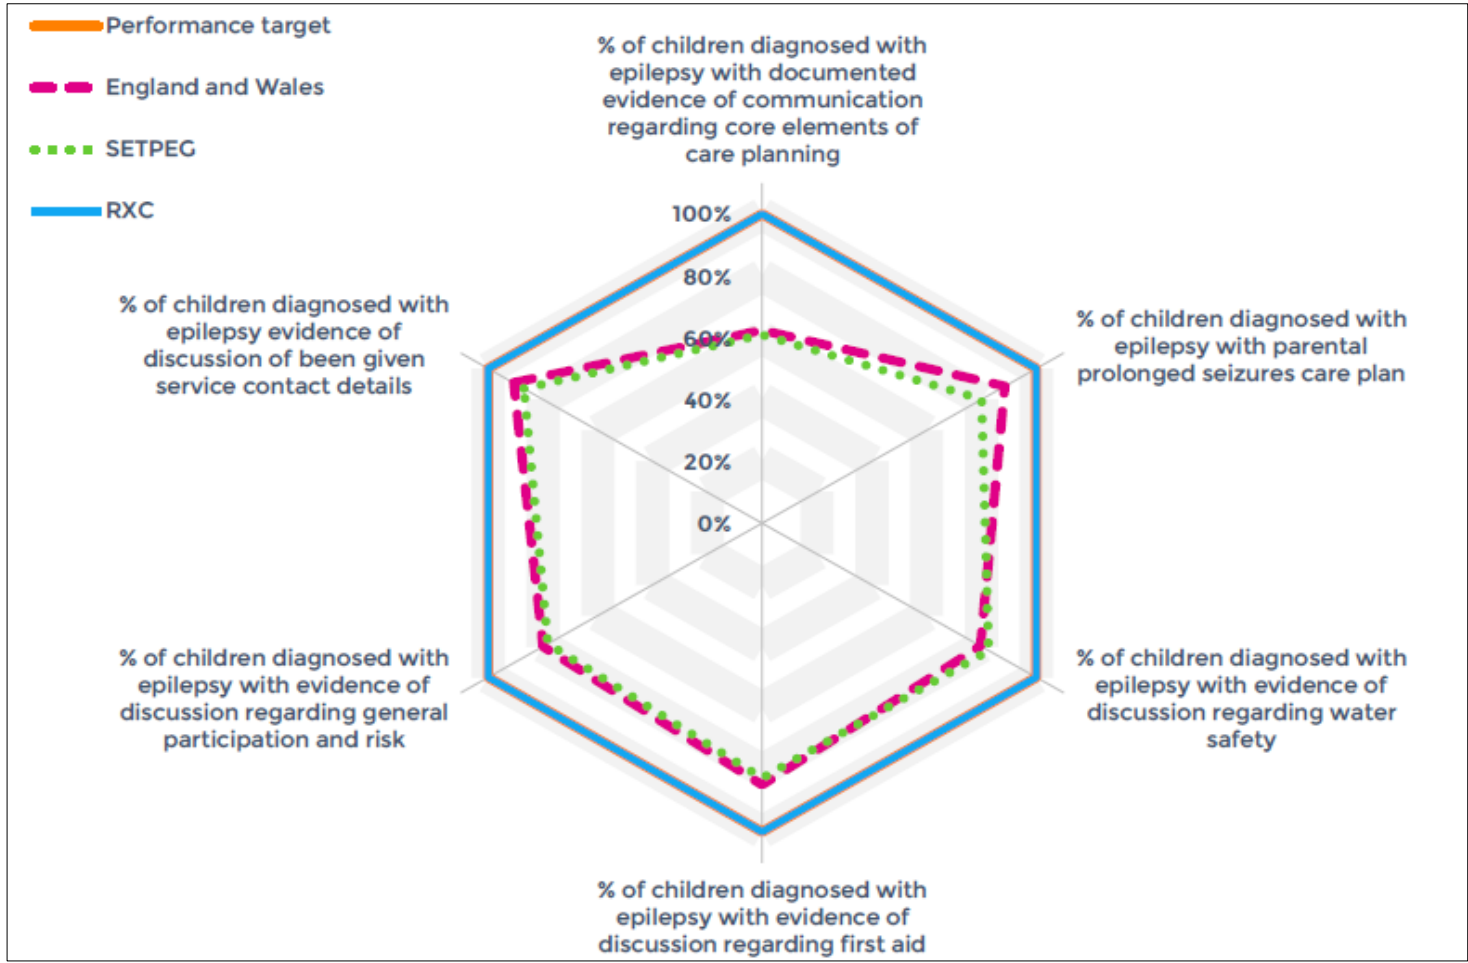 Performance target
England and Wales
SETPEG
RXC
% of children diagnosed with
epilepsy with documented
evidence of communication
regarding core elements of
care planning
100%
80%
60%
40%
20%
0%
% of children diagnosed with
epilepsy evidence of
discussion of been given
service contact details
% of children diagnosed with
epilepsy with parental
prolonged seizures care plan
% of children diagnosed with
epilepsy with evidence of
discussion regarding general
participation and risk
% of children diagnosed with
epilepsy with evidence of
discussion regarding water
safety
% of children diagnosed with
epilepsy with evidence of
discussion regarding first aid